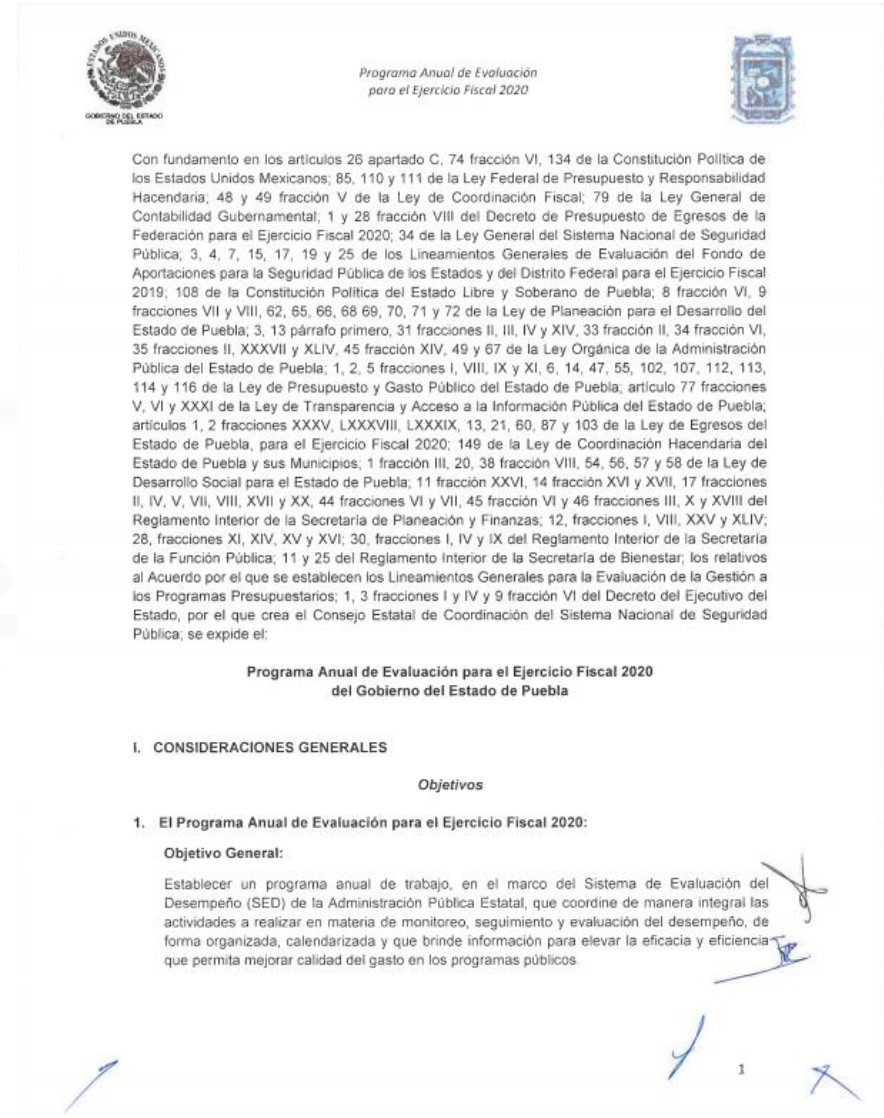 ESTADOS UNIDOS MEXICANOS
GOBIERNO DEL ESTADO
DE PUEBLA
Programa Anual de Evaluación
para el Ejercicio Fiscal 2020
Con fundamento en los artículos 26 apartado C, 74 fracción VI, 134 de la Constitución Política de
los Estados Unidos Mexicanos; 85, 110 y 111 de la Ley Federal de Presupuesto y Responsabilidad
Hacendaria; 48 y 49 fracción V de la Ley de Coordinación Fiscal; 79 de la Ley General de
Contabilidad Gubernamental; 1 y 28 fracción VIII del Decreto de Presupuesto de Egresos de la
Federación para el Ejercicio Fiscal 2020; 34 de la Ley General del Sistema Nacional de Seguridad
Pública; 3, 4, 7, 15, 17, 19 y 25 de los Lineamientos Generales de Evaluación del Fondo de
Aportaciones para la Seguridad Pública de los Estados y del Distrito Federal para el Ejercicio Fiscal
2019; 108 de la Constitución Política del Estado Libre y Soberano de Puebla; 8 fracción VI, 9
fracciones VII y VIII, 62, 65, 66, 68 69, 70, 71 y 72 de la Ley de Planeación para el Desarrollo del
Estado de Puebla; 3, 13 párrafo primero, 31 fracciones II, III, IV y XIV, 33 fracción II, 34 fracción VI,
35 fracciones II, XXXVII y XLIV, 45 fracción XIV, 49 y 67 de la Ley Orgánica de la Administración
Pública del Estado de Puebla; 1, 2, 5 fracciones I, VIII, IX y XI, 6, 14, 47, 55, 102, 107, 112, 113,
114 y 116 de la Ley de Presupuesto y Gasto Público del Estado de Puebla; artículo 77 fracciones
V, VI y XXXI de la Ley de Transparencia y Acceso a la Información Pública del Estado de Puebla;
artículos 1, 2 fracciones XXXV, LXXXVIII, LXXXIX, 13, 21, 60, 87 y 103 de la Ley de Egresos del
Estado de Puebla, para el Ejercicio Fiscal 2020; 149 de la Ley de Coordinación Hacendaria del
Estado de Puebla y sus Municipios; 1 fracción III, 20, 38 fracción VIII, 54, 56, 57 y 58 de la Ley de
Desarrollo Social para el Estado de Puebla; 11 fracción XXVI, 14 fracción XVI y XVII, 17 fracciones
II, IV, V, VII, VIII, XVII y XX, 44 fracciones VI y VII, 45 fracción VI y 46 fracciones III, X y XVIII del
Reglamento Interior de la Secretaría de Planeación y Finanzas; 12, fracciones I, VIII, XXV y XLIV;
28, fracciones XI, XIV, XV y XVI; 30, fracciones I, IV y IX del Reglamento Interior de la Secretaría
de la Función Pública; 11 y 25 del Reglamento Interior de la Secretaría de Bienestar; los relativos
al Acuerdo por el que se establecen los Lineamientos Generales para la Evaluación de la Gestión a
los Programas Presupuestarios; 1, 3 fracciones I y IV y 9 fracción VI del Decreto del Ejecutivo del
Estado, por el que crea el Consejo Estatal de Coordinación del Sistema Nacional de Seguridad
Pública; se expide el:
Programa Anual de Evaluación para el Ejercicio Fiscal 2020
del Gobierno del Estado de Puebla
I. CONSIDERACIONES GENERALES
Objetivos
1. El Programa Anual de Evaluación para el Ejercicio Fiscal 2020:
Objetivo General:
Establecer un programa anual de trabajo, en el marco del Sistema de Evaluación del
Desempeño (SED) de la Administración Pública Estatal, que coordine de manera integral las
actividades a realizar en materia de monitoreo, seguimiento y evaluación del desempeño, de
forma organizada, calendarizada y que brinde información para elevar la eficacia y eficiencia
que permita mejorar calidad del gasto en los programas públicos.
1